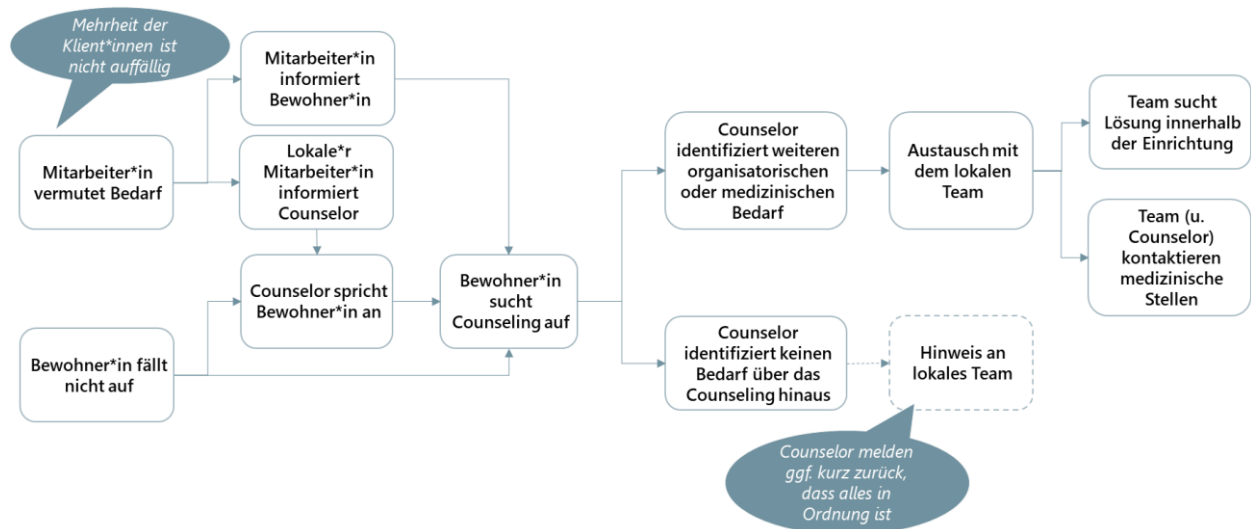 Mehrheit der
Klient*innen ist
nicht auffällig
Mitarbeiter*in
vermutet Bedarf
Bewohner*in fällt
nicht auf
Mitarbeiter*in
informiert
Bewohner*in
Lokale*r
Mitarbeiter*in
informiert
Counselor
Counselor spricht
Bewohner*in an
Bewohner*in
sucht
Counseling auf
Counselor
identifiziert weiteren
organisatorischen
oder medizinischen
Bedarf
Counselor
identifiziert keinen
Bedarf über das
Counseling hinaus
Austausch mit
dem lokalen
Team
Hinweis an
lokales Team
Counselor melden
ggf. kurz zurück,
dass alles in
Ordnung ist
Team sucht
Lösung innerhalb
der Einrichtung
Team (u.
Counselor)
kontaktieren
medizinische
Stellen